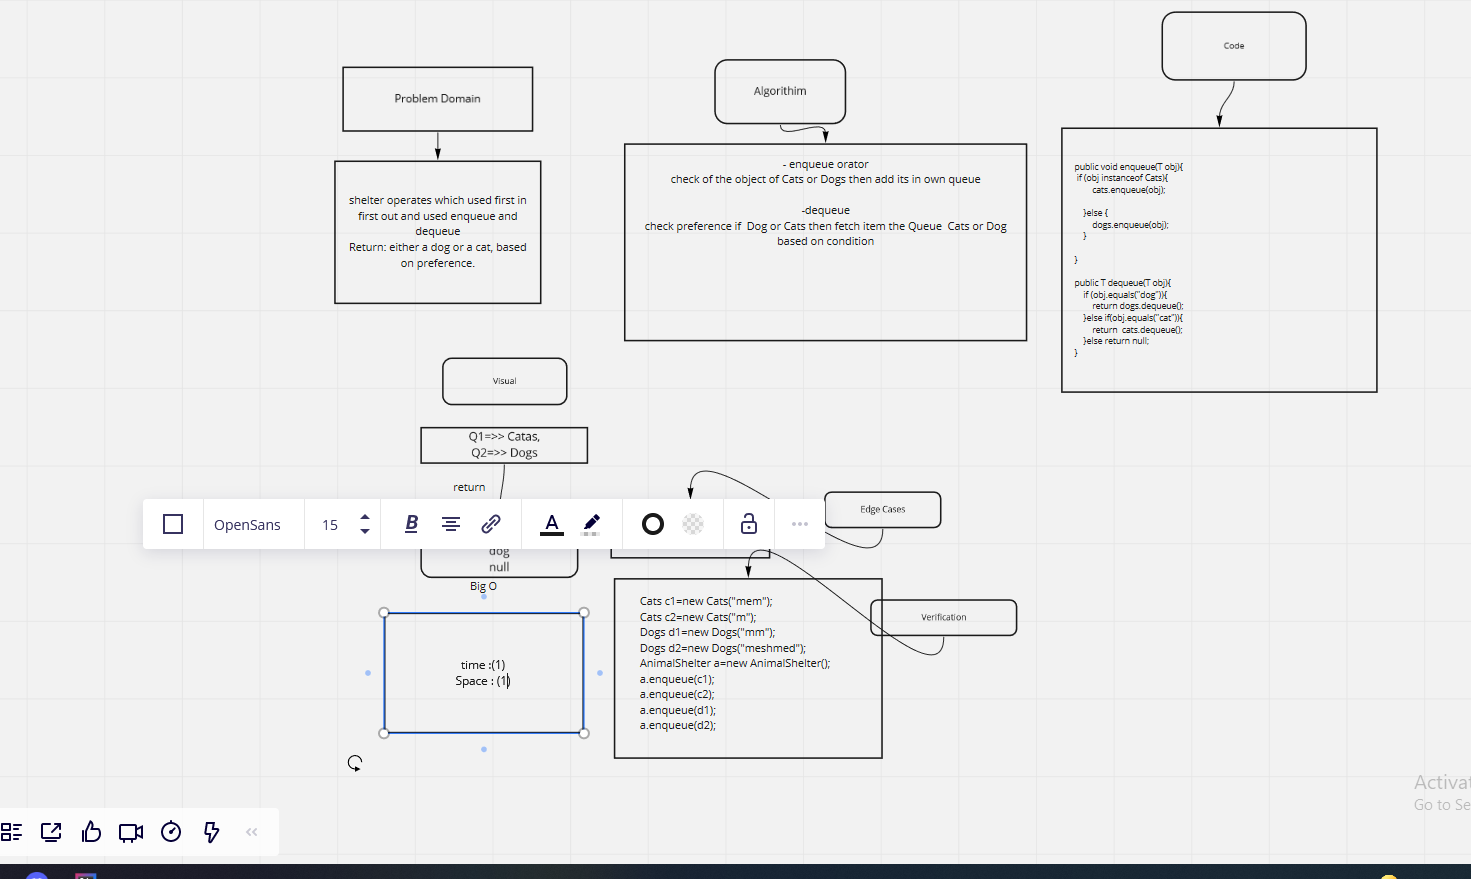 Problem Domain
shelter operates which used first in
first out and used enqueue and
dequeue
Return: either a dog or a cat, based
on preference.
Algorithim
- enqueue orator
check of the object of Cats or Dogs then add its in own queue
-dequeue
check preference if  Dog or Cats then fetch item the Queue  Cats or Dog
based on condition
Code
public void enqueue(T obj){
if (obj instanceof Cats){
cats.enqueue(obj);
}else {
dogs.enqueue(obj);
}
}
public T dequeue(T obj){
if (obj.equals("dog")){
return dogs.dequeue();
}else if(obj.equals("cat")){
return  cats.dequeue();
}else return null;
}
Visual
Q1=>> Catas,
Q2=>> Dogs
return
OpenSans
15
B
A
dog
null
Big O
time :(1)
Space : (1)
Edge Cases
Verification
Cats c1=new Cats("mem");
Cats c2=new Cats("m");
Dogs d1=new Dogs("mm");
Dogs d2=new Dogs("meshmed");
AnimalShelter a=new AnimalShelter();
a.enqueue(c1);
a.enqueue(c2);
a.enqueue(d1);
a.enqueue(d2);
Activat
Go to Se